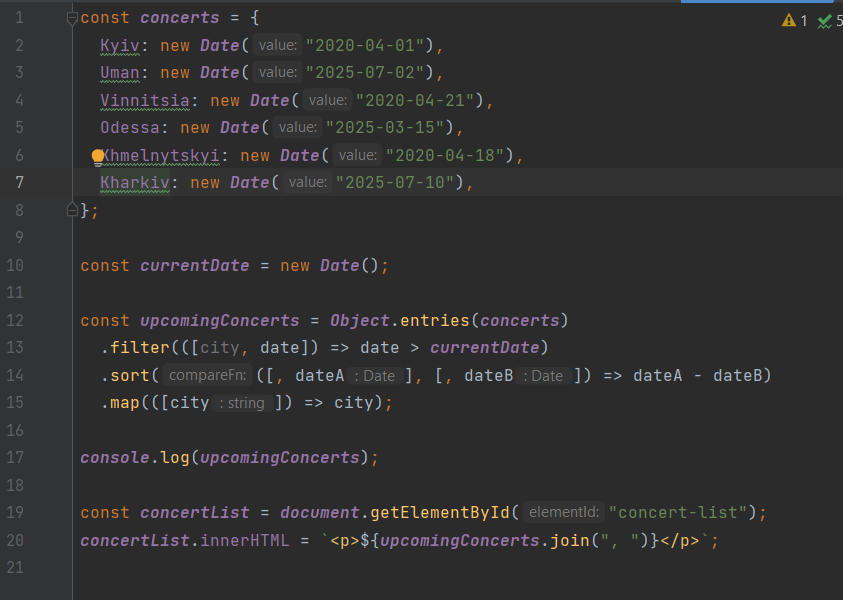 1 const concerts = {
2 Kyiv: new Date( value: "2020-04-01"),
3 Uman: new Date( value: "2025-07-02"),
4 Vinnitsia: new Date( value: "2020-04-21"),
5 Odessa: new Date( value: "2025-03-15"),
6 Khmelnytskyi: new Date( value: "2020-04-18"),
7 Kharkiv: new Date( value: "2025-07-10"),
8 };
9
10 const currentDate = new Date();
11
12 const upcomingConcerts = Object.entries(concerts)
13 .filter(([city, date]) => date > currentDate)
14 .sort( compareFn: ([, dateA : Date ], [, dateB : Date ]) => dateA - dateB)
15 .map(([city : string ]) => city);
16
17 console.log(upcomingConcerts);
18
19 const concertList = document.getElementById( elementId: "concert-list");
20 concertList.innerHTML = `<p>${upcomingConcerts.join(", ")}</p>`;
21
1 5